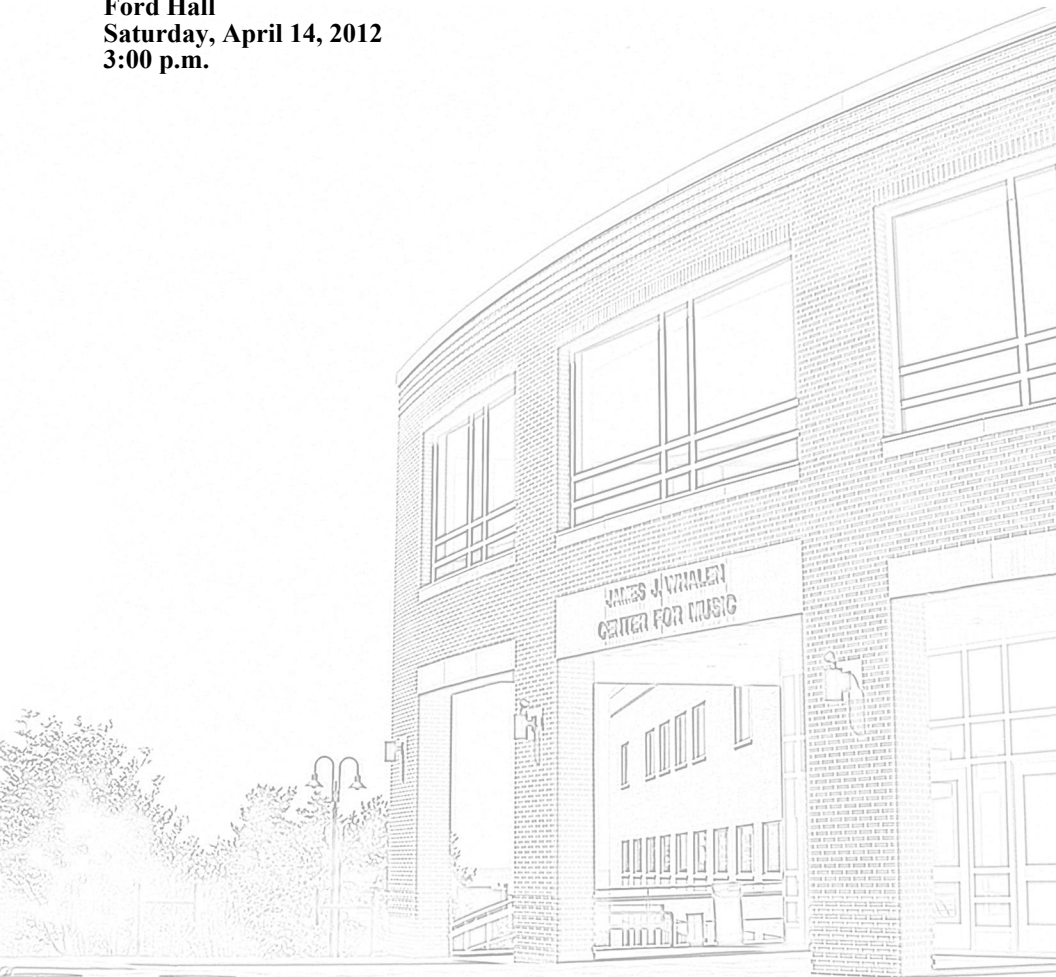 Ford Hall
Saturday, April 14, 2012
3:00 p.m.
JAMES J. WHALEN
CENTER FOR MUSIC